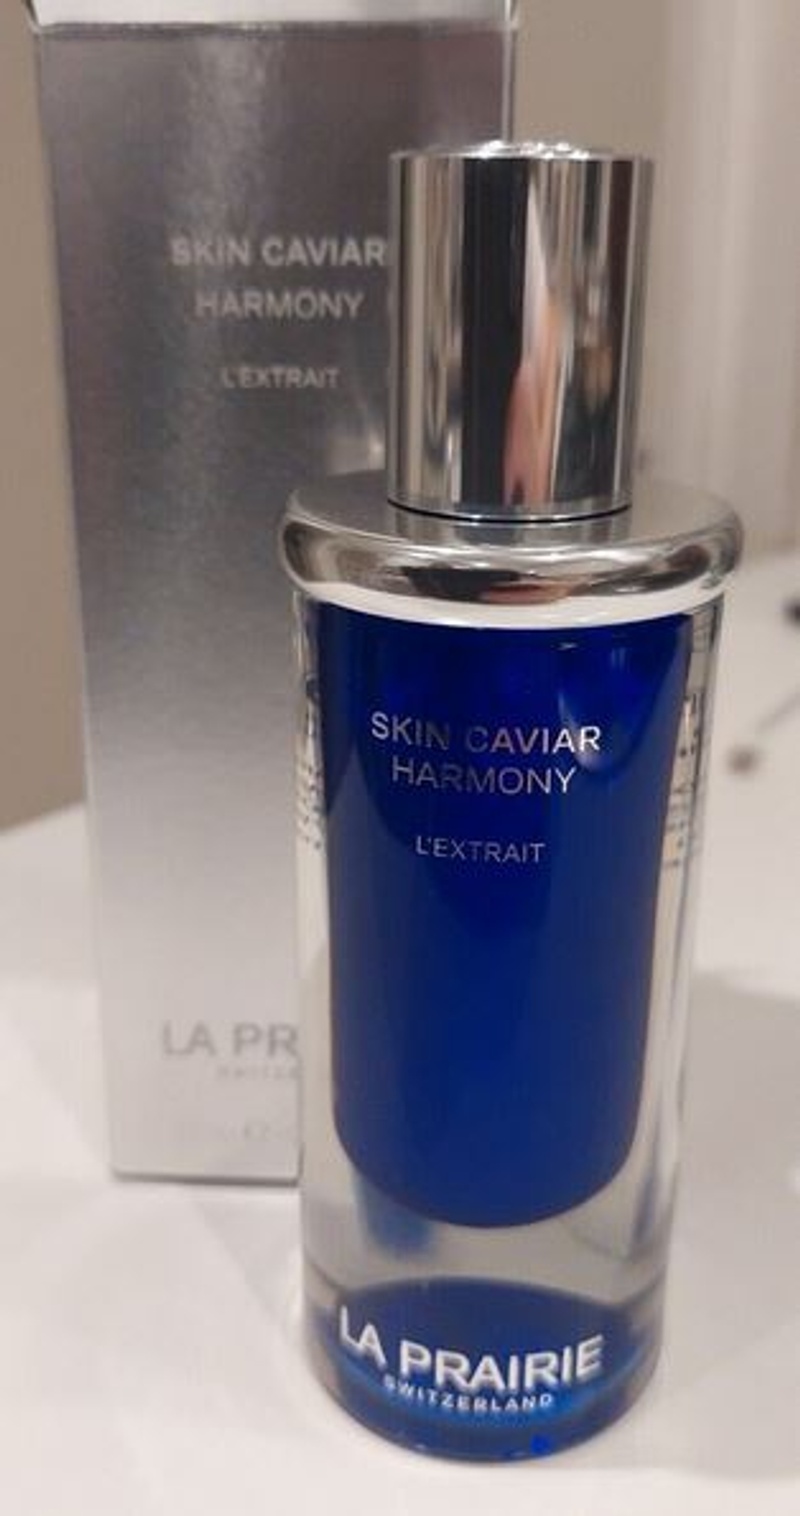 SKIN CAVIAR
HARMONY
L'EXTRAIT
LA PR
SKIN CAVIAR
HARMONY
L'EXTRAIT
LA PRAIRIE
SWITZERLAND